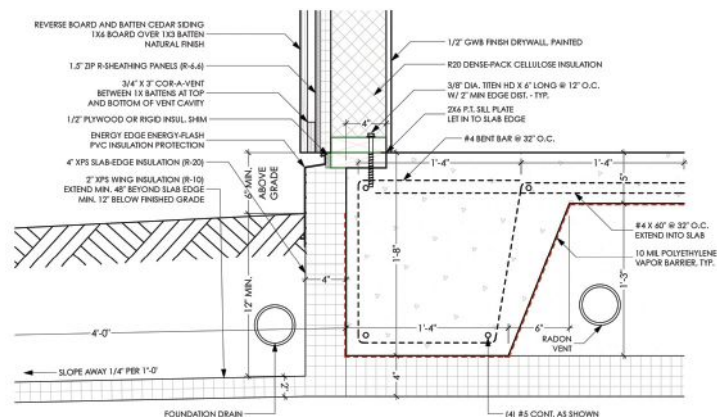 REVERSE BOARD AND BATTEN CEDAR SIDING
1X6 BOARD OVER 1X3 BATTEN
NATURAL FINISH
1.5" ZIP R-SHEATHING PANELS (R-6.6)
3/4" X 3" COR-A-VENT
BETWEEN 1X BATTENS AT TOP
AND BOTTOM OF VENT CAVITY
1/2" PLYWOOD OR RIGID INSUL. SHIM
ENERGY EDGE ENERGY-FLASH
PVC INSULATION PROTECTION
4" XPS SLAB-EDGE INSULATION (R-20)
2" XPS WING INSULATION (R-10)
EXTEND MIN. 48" BEYOND SLAB EDGE
MIN. 12" BELOW FINISHED GRADE
1/2" GWB FINISH DRYWALL, PAINTED
R20 DENSE-PACK CELLULOSE INSULATION
3/8" DIA. TITEN HD X 6" LONG @ 12" O.C.
W/ 2" MIN EDGE DIST. - TYP.
2X6 P.T. SILL PLATE
LET IN TO SLAB EDGE
#4 BENT BAR @ 32" O.C.
4"
1'-4"
1'-4"
6" MIN.
ABOVE
GRADE
5"
#4 X 60" @ 32" O.C.
EXTEND INTO SLAB
10 MIL POLYETHYLENE
VAPOR BARRIER, TYP.
1'-8"
1'-3"
12" MIN.
4"
4'-0"
1'-4"
6"
RADON
VENT
SLOPE AWAY 1/4" PER 1'-0"
2"
4"
FOUNDATION DRAIN
(4) #5 CONT. AS SHOWN